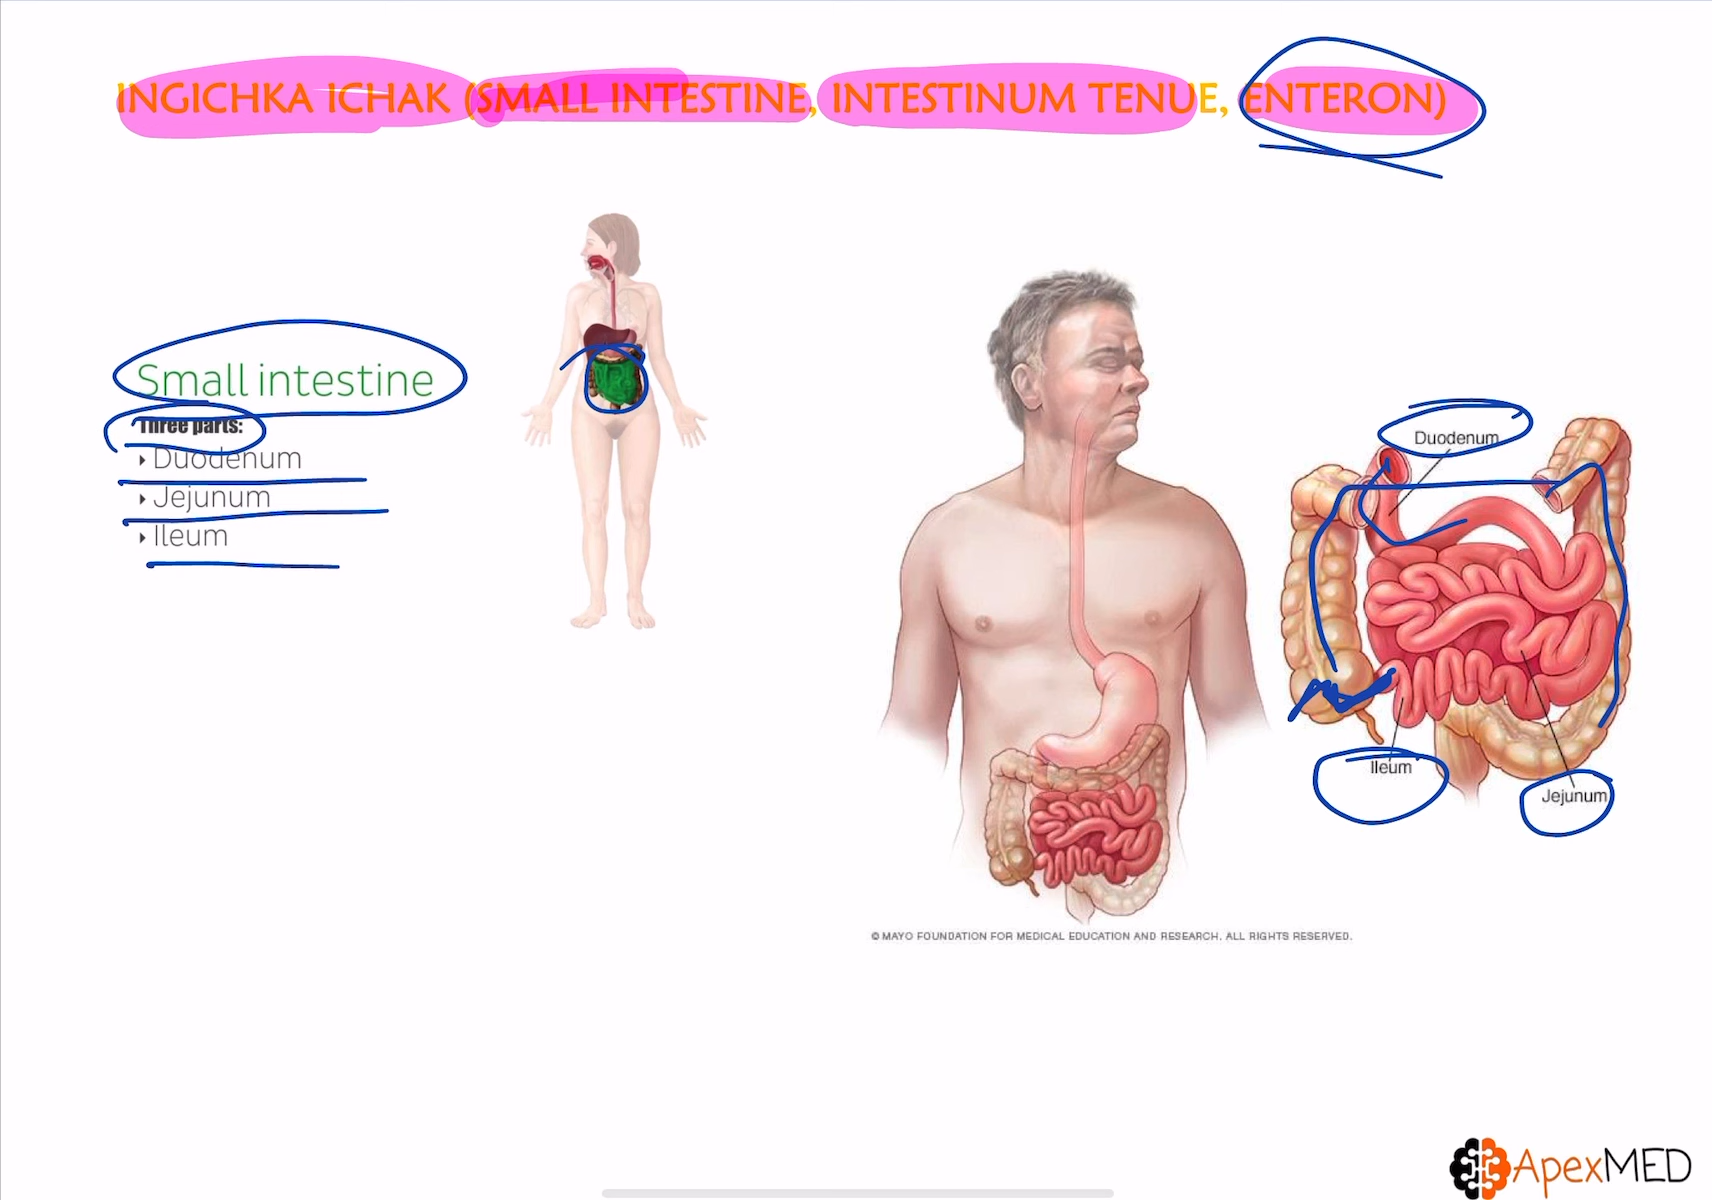 INGICHKA ICHAK (SMALL INTESTINE, INTESTINUM TENUE, ENTERON)
Small intestine
Three parts:
Duodenum
Jejunum
Ileum
Duodenum
Ileum
Jejunum
© MAYO FOUNDATION FOR MEDICAL EDUCATION AND RESEARCH. ALL RIGHTS RESERVED.
ApexMED